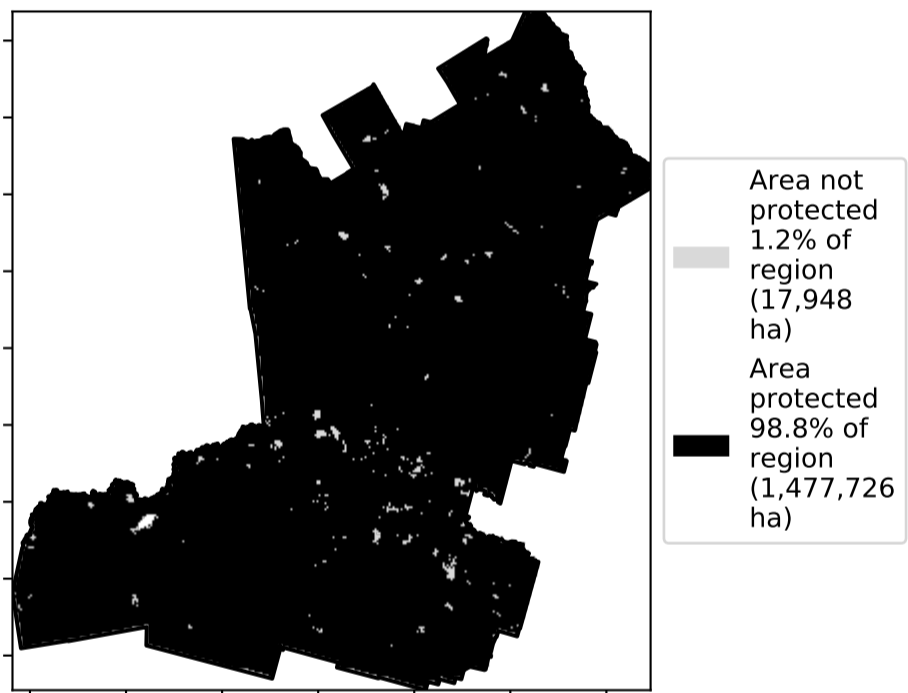 Area not
protected
1.2% of
region
(17,948
ha)
Area
protected
98.8% of
region
(1,477,726
ha)